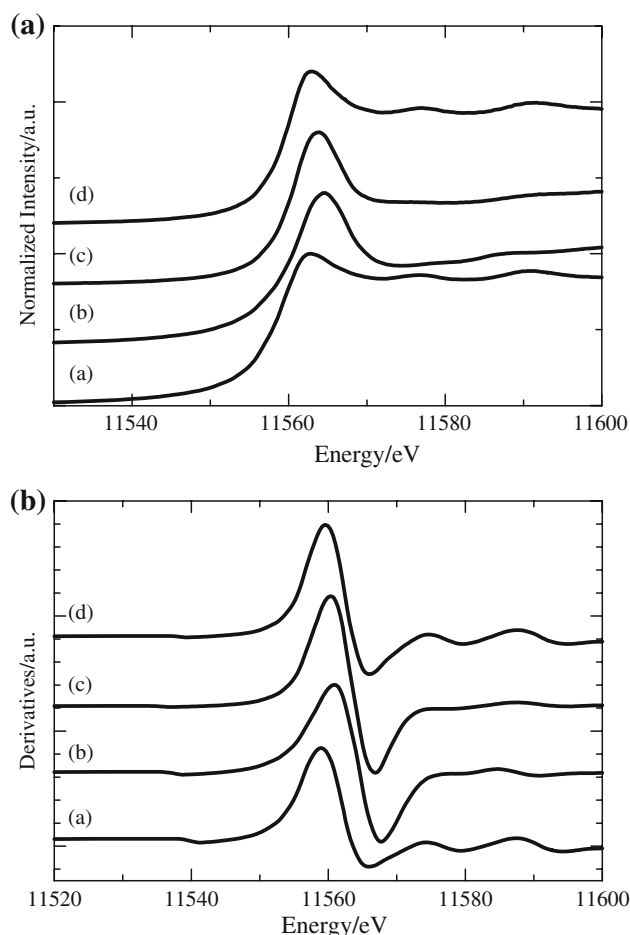 (a)
Normalized Intensity/a.u.
(d)
(c)
(b)
(a)
11540 11560 11580 11600
Energy/eV
(b)
Derivatives/a.u.
(d)
(c)
(b)
(a)
11520 11540 11560 11580 11600
Energy/eV